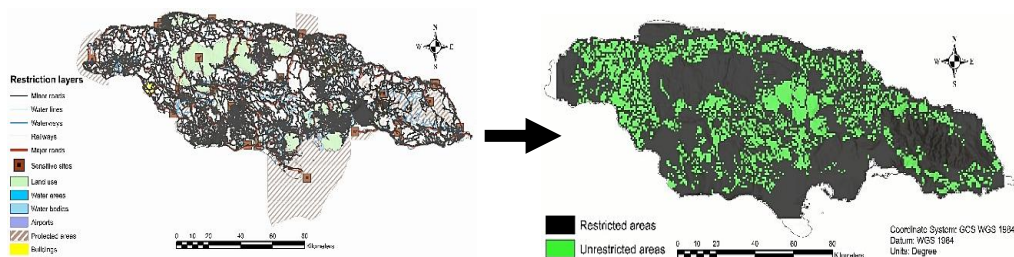 N
W E
S
Restriction layers
Minor roads
Water lines
Waterways
Railways
Major roads
Sensitive sites
Land use
Water areas
Water bodies
Airports
Protected areas
Buildings
0 10 20 40 60 80
Kilometers
N
W E
S
Restricted areas
Unrestricted areas
0 10 20 40 60 80
Kilometers
Coordinate System: GCS WGS 1984
Datum: WGS 1984
Units: Degree